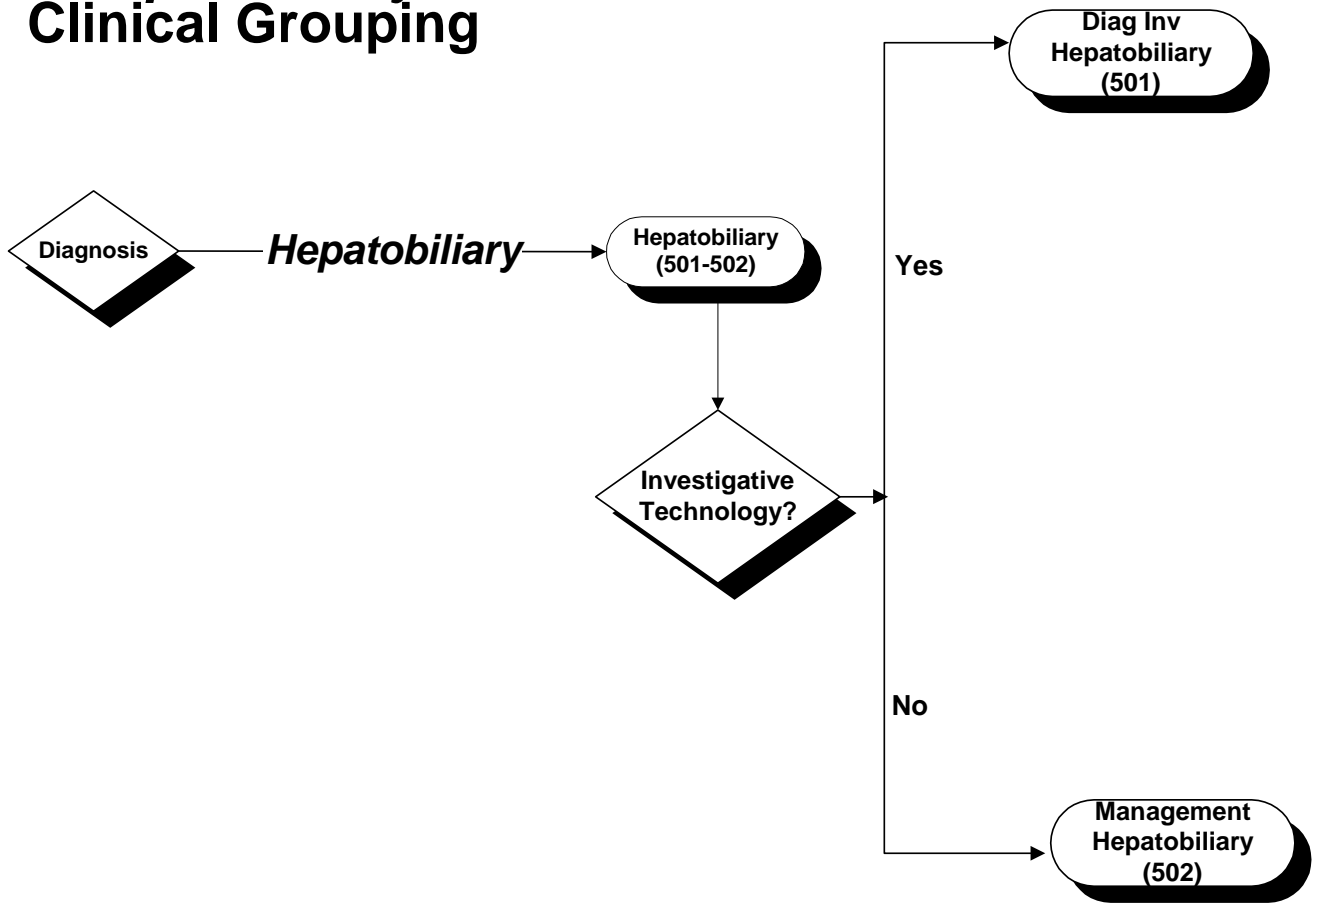 Clinical Grouping
Diag Inv
Hepatobiliary
(501)
Diagnosis
Hepatobiliary
Hepatobiliary
(501-502)
Yes
Investigative
Technology?
No
Management
Hepatobiliary
(502)